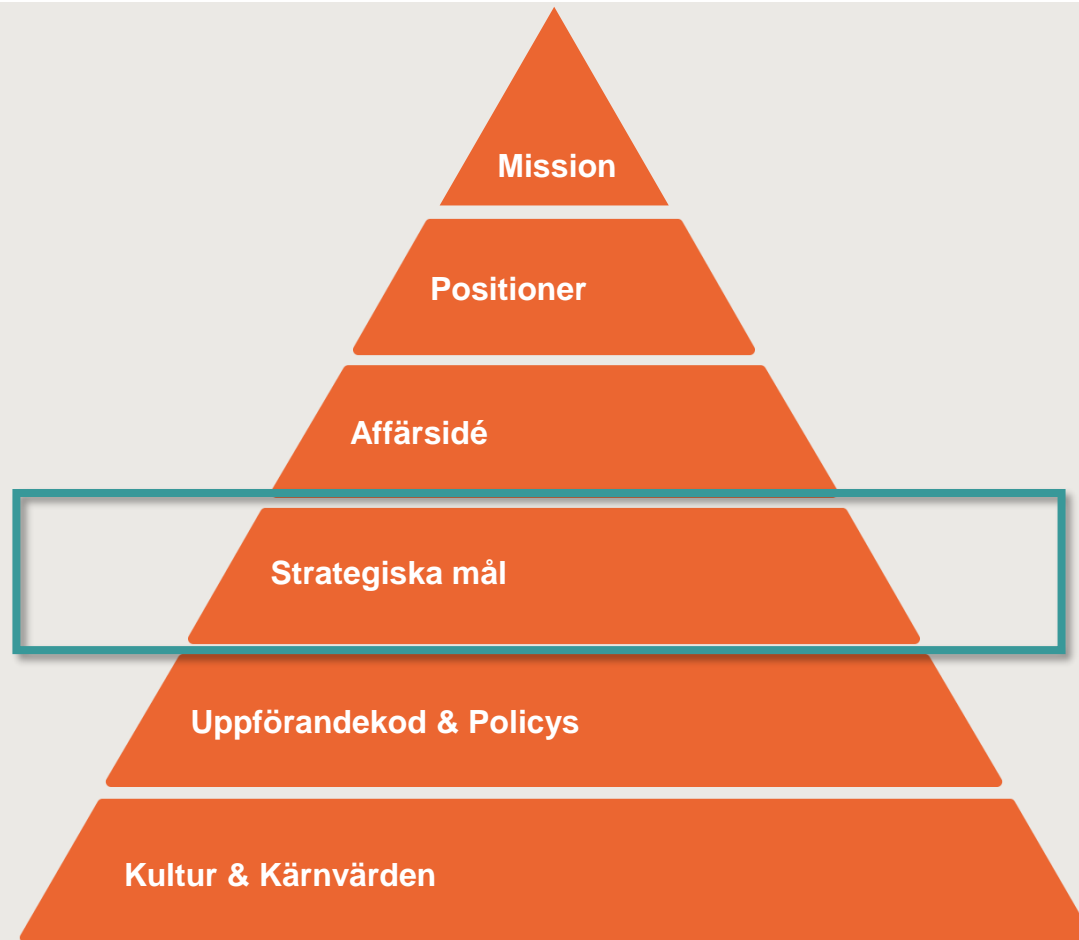 Mission
Positioner
Affärsidé
Strategiska mål
Uppförandekod & Policys
Kultur & Kärnvärden